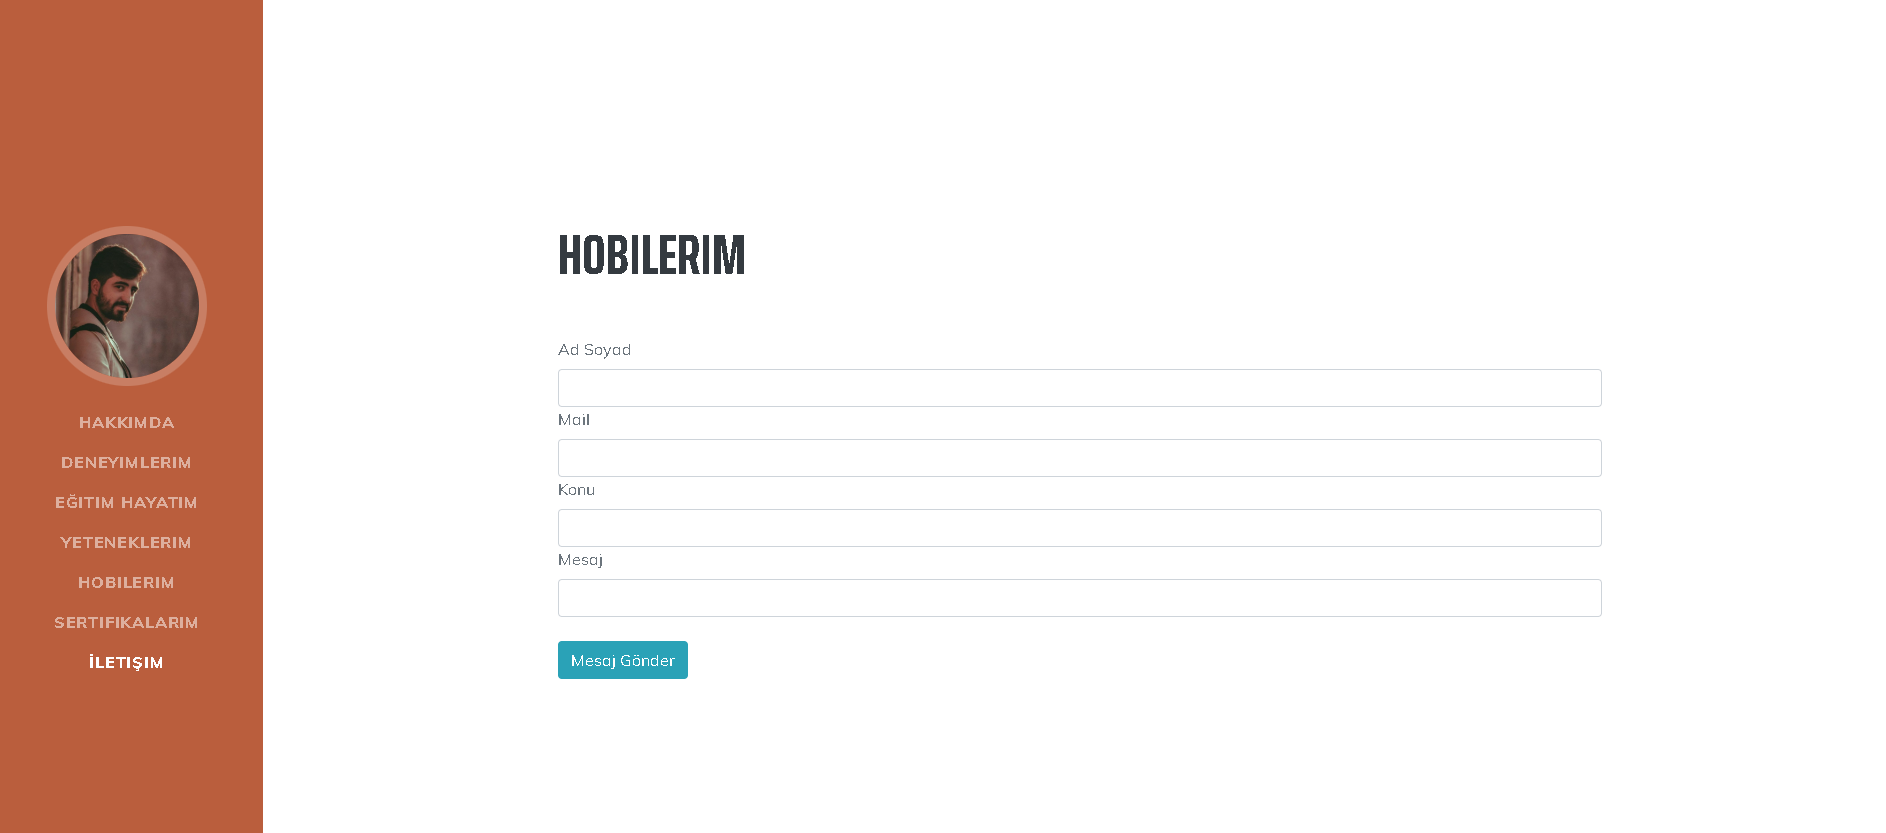 HAKKIMDA
DENEYIMLERIM
EĞITIM HAYATIM
YETENEKLERIM
HOBILERIM
SERTIFIKALARIM
İLETIŞIM
HOBILERIM
Ad Soyad
Mail
Konu
Mesaj
Mesaj Gönder